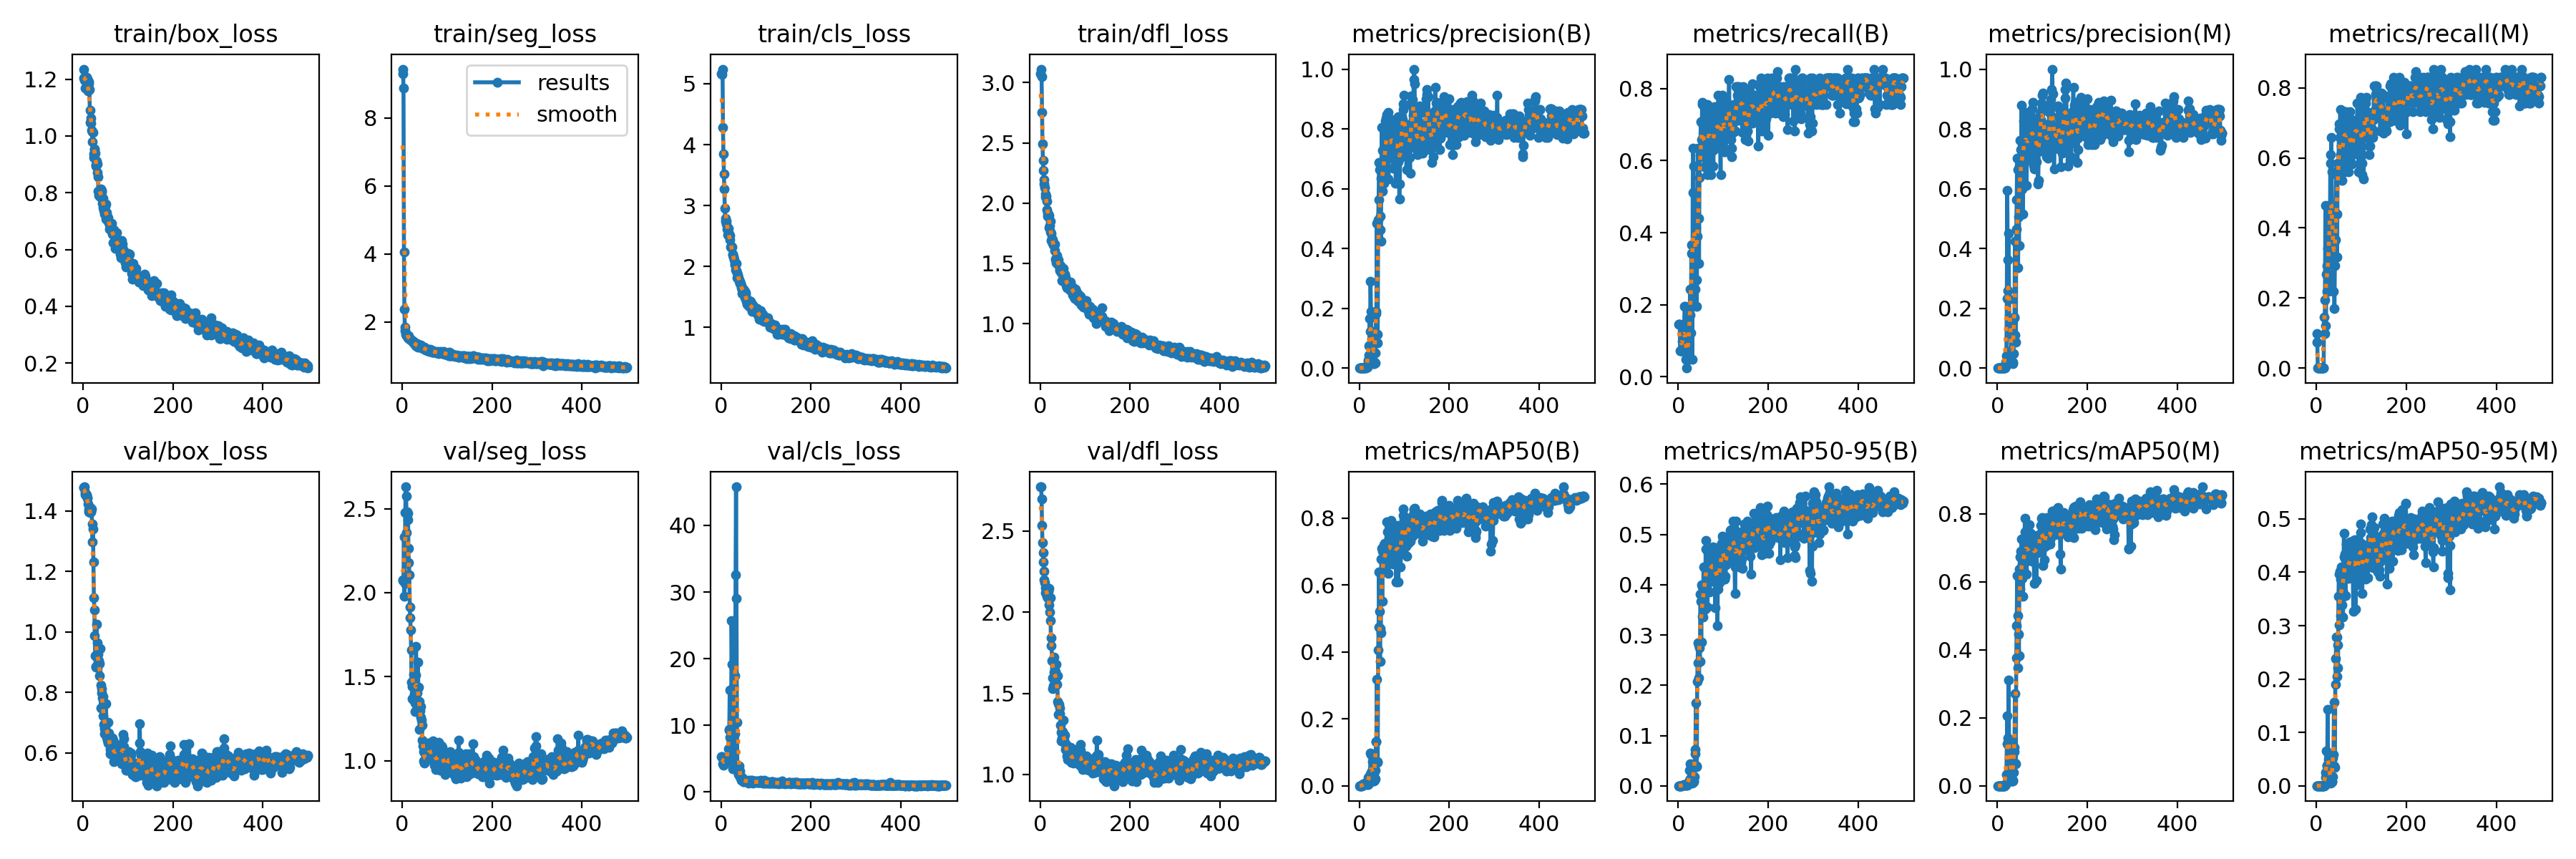 train/box_loss
train/seg_loss
train/cls_loss
train/dfl_loss
metrics/precision(B)
metrics/recall(B)
metrics/precision(M)
metrics/recall(M)
1.2
1.0
0.8
0.6
0.4
0.2
0 200 400
results
smooth
8
6
4
2
0 200 400
5
4
3
2
1
0 200 400
3.0
2.5
2.0
1.5
1.0
0 200 400
1.0
0.8
0.6
0.4
0.2
0.0
0 200 400
0.8
0.6
0.4
0.2
0.0
0 200 400
1.0
0.8
0.6
0.4
0.2
0.0
0 200 400
0.8
0.6
0.4
0.2
0.0
0 200 400
val/box_loss
val/seg_loss
val/cls_loss
val/dfl_loss
metrics/mAP50(B)
metrics/mAP50-95(B)
metrics/mAP50(M)
metrics/mAP50-95(M)
1.4
1.2
1.0
0.8
0.6
0 200 400
2.5
2.0
1.5
1.0
0 200 400
40
30
20
10
0
0 200 400
2.5
2.0
1.5
1.0
0 200 400
0.8
0.6
0.4
0.2
0.0
0 200 400
0.6
0.5
0.4
0.3
0.2
0.1
0.0
0 200 400
0.8
0.6
0.4
0.2
0.0
0 200 400
0.5
0.4
0.3
0.2
0.1
0.0
0 200 400